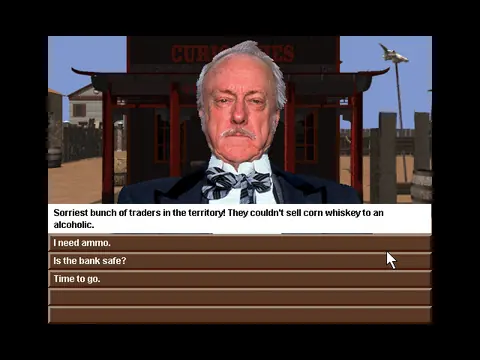 CURIOSITIES
Sorriest bunch of traders in the territory! They couldn't sell corn whiskey to an
alcoholic.
I need ammo.
Is the bank safe?
Time to go.